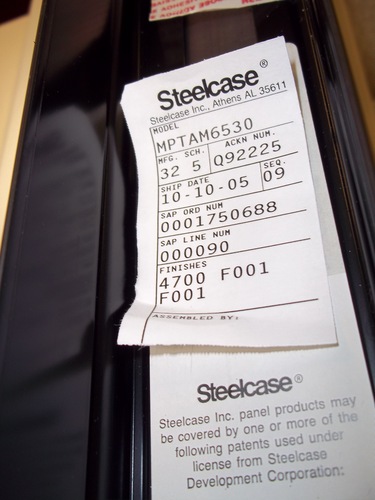 Steelcase®
Steelcase Inc., Athens AL 35611
MODEL
MPTAM6530
MFG. SCH. ACKN NUM.
32 5 Q92225
SHIP DATE SEQ.
10-10-05 09
SAP ORD NUM
0001750688
SAP LINE NUM
000090
FINISHES
4700 F001
F001
ASSEMBLED BY:
Steelcase®
Steelcase Inc. panel products may
be covered by one or more of the
following patents used under
license from Steelcase
Development Corporation: